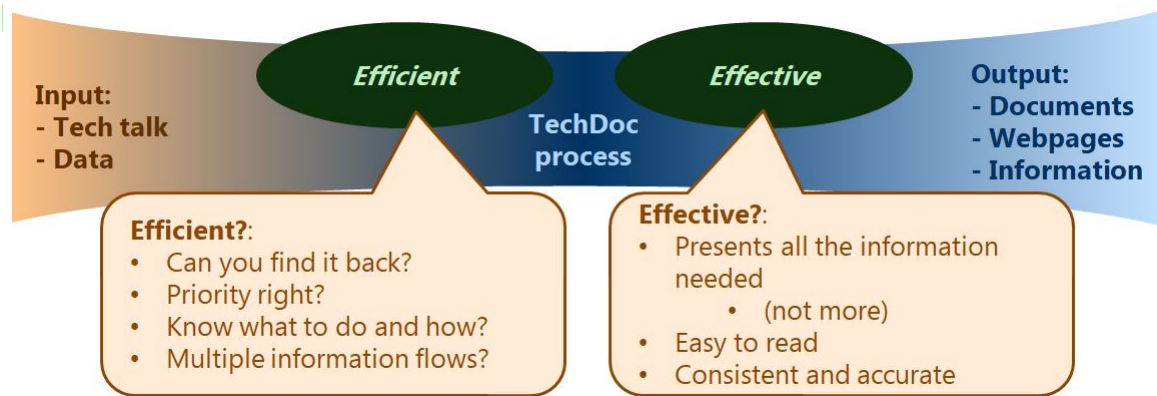 Input:
- Tech talk
- Data
Efficient
TechDoc
process
Effective
Output:
- Documents
- Webpages
- Information
Efficient?:
• Can you find it back?
• Priority right?
• Know what to do and how?
• Multiple information flows?
Effective?:
• Presents all the information
needed
• (not more)
• Easy to read
• Consistent and accurate